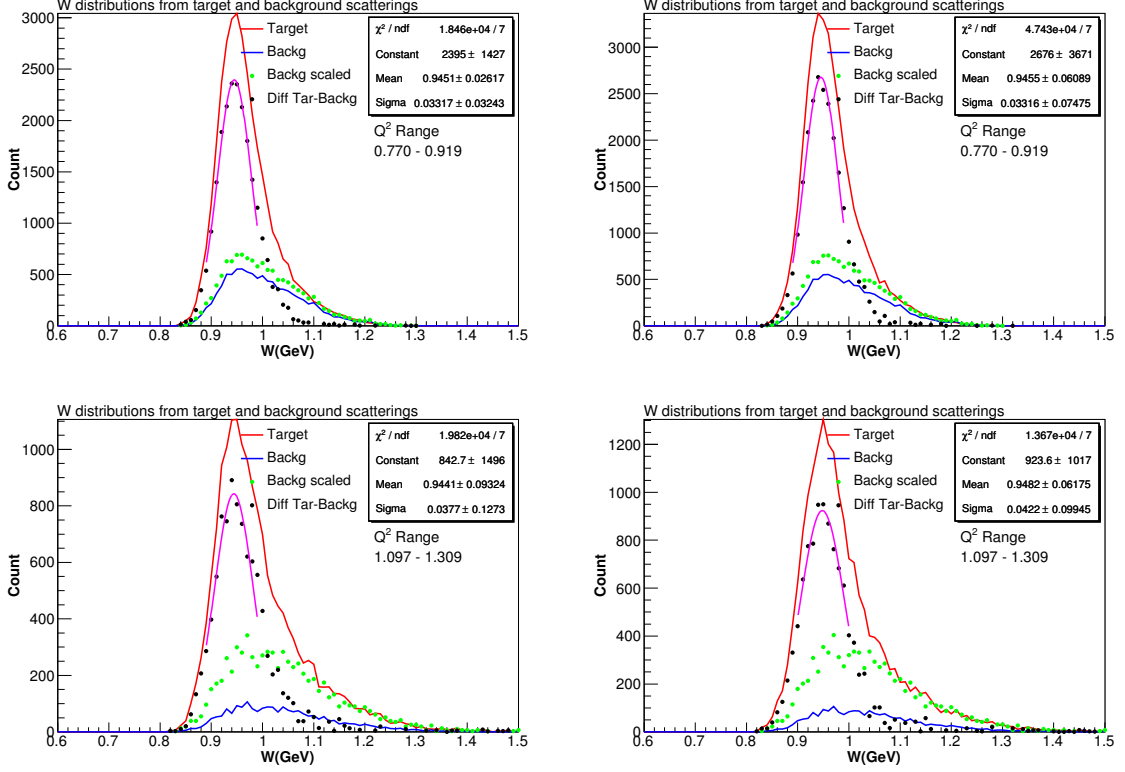 W distributions from target and background scatterings
Target
Backg
Backg scaled
Diff Tar-Backg
χ² / ndf 1.846e+04 / 7
Constant 2395 ± 1427
Mean 0.9451 ± 0.02617
Sigma 0.03317 ± 0.03243
Q² Range
0.770 - 0.919
Count
3000
2500
2000
1500
1000
500
0
0.6 0.7 0.8 0.9 1.0 1.1 1.2 1.3 1.4 1.5
W(GeV)
W distributions from target and background scatterings
Target
Backg
Backg scaled
Diff Tar-Backg
χ² / ndf 4.743e+04 / 7
Constant 2676 ± 3671
Mean 0.9455 ± 0.06089
Sigma 0.03316 ± 0.07475
Q² Range
0.770 - 0.919
Count
3000
2500
2000
1500
1000
500
0
0.6 0.7 0.8 0.9 1 1.1 1.2 1.3 1.4 1.5
W(GeV)
W distributions from target and background scatterings
Target
Backg
Backg scaled
Diff Tar-Backg
χ² / ndf 1.982e+04 / 7
Constant 842.7 ± 1496
Mean 0.9441 ± 0.09324
Sigma 0.0377 ± 0.1273
Q² Range
1.097 - 1.309
Count
1000
800
600
400
200
0
0.6 0.7 0.8 0.9 1.0 1.1 1.2 1.3 1.4 1.5
W(GeV)
W distributions from target and background scatterings
Target
Backg
Backg scaled
Diff Tar-Backg
χ² / ndf 1.367e+04 / 7
Constant 923.6 ± 1017
Mean 0.9482 ± 0.06175
Sigma 0.0422 ± 0.09945
Q² Range
1.097 - 1.309
Count
1200
1000
800
600
400
200
0
0.6 0.7 0.8 0.9 1 1.1 1.2 1.3 1.4 1.5
W(GeV)